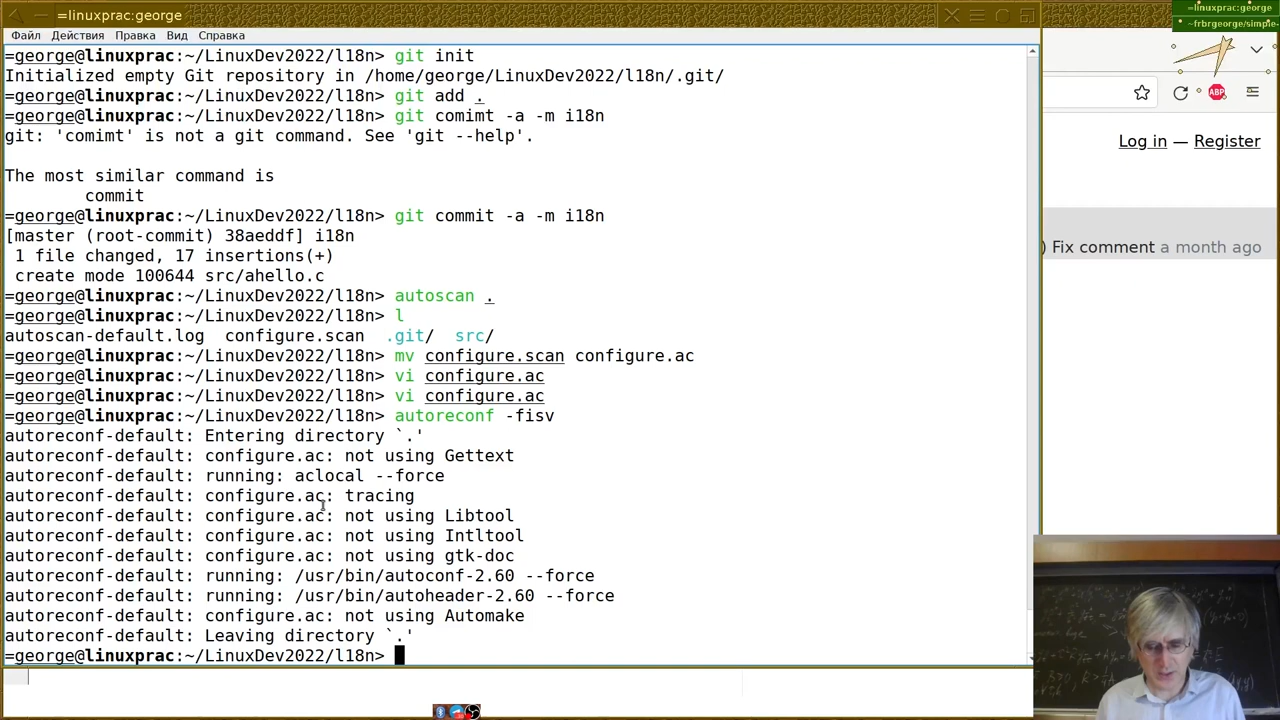 =linuxprac:george
=linuxprac:george
~frbrgeorge/simple-
Файл Действия Правка Вид Справка
=george@linuxprac:~/LinuxDev2022/l18n> git init
Initialized empty Git repository in /home/george/LinuxDev2022/l18n/.git/
=george@linuxprac:~/LinuxDev2022/l18n> git add .
=george@linuxprac:~/LinuxDev2022/l18n> git comimt -a -m i18n
git: 'comimt' is not a git command. See 'git --help'.
The most similar command is
commit
=george@linuxprac:~/LinuxDev2022/l18n> git commit -a -m i18n
[master (root-commit) 38aeddf] i18n
1 file changed, 17 insertions(+)
create mode 100644 src/ahello.c
=george@linuxprac:~/LinuxDev2022/l18n> autoscan .
=george@linuxprac:~/LinuxDev2022/l18n> l
autoscan-default.log configure.scan .git/ src/
=george@linuxprac:~/LinuxDev2022/l18n> mv configure.scan configure.ac
=george@linuxprac:~/LinuxDev2022/l18n> vi configure.ac
=george@linuxprac:~/LinuxDev2022/l18n> vi configure.ac
=george@linuxprac:~/LinuxDev2022/l18n> autoreconf -fisv
autoreconf-default: Entering directory `.'
autoreconf-default: configure.ac: not using Gettext
autoreconf-default: running: aclocal --force
autoreconf-default: configure.ac: tracing
autoreconf-default: configure.ac: not using Libtool
autoreconf-default: configure.ac: not using Intltool
autoreconf-default: configure.ac: not using gtk-doc
autoreconf-default: running: /usr/bin/autoconf-2.60 --force
autoreconf-default: running: /usr/bin/autoheader-2.60 --force
autoreconf-default: configure.ac: not using Automake
autoreconf-default: Leaving directory `.'
=george@linuxprac:~/LinuxDev2022/l18n>
ABP
Log in — Register
) Fix comment a month ago